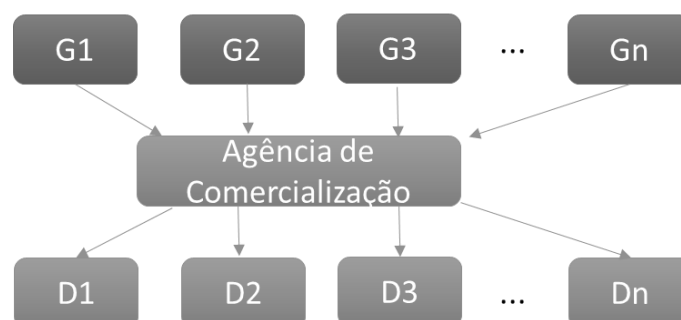 G1 G2 G3 ... Gn
Agência de
Comercialização
D1 D2 D3 ... Dn